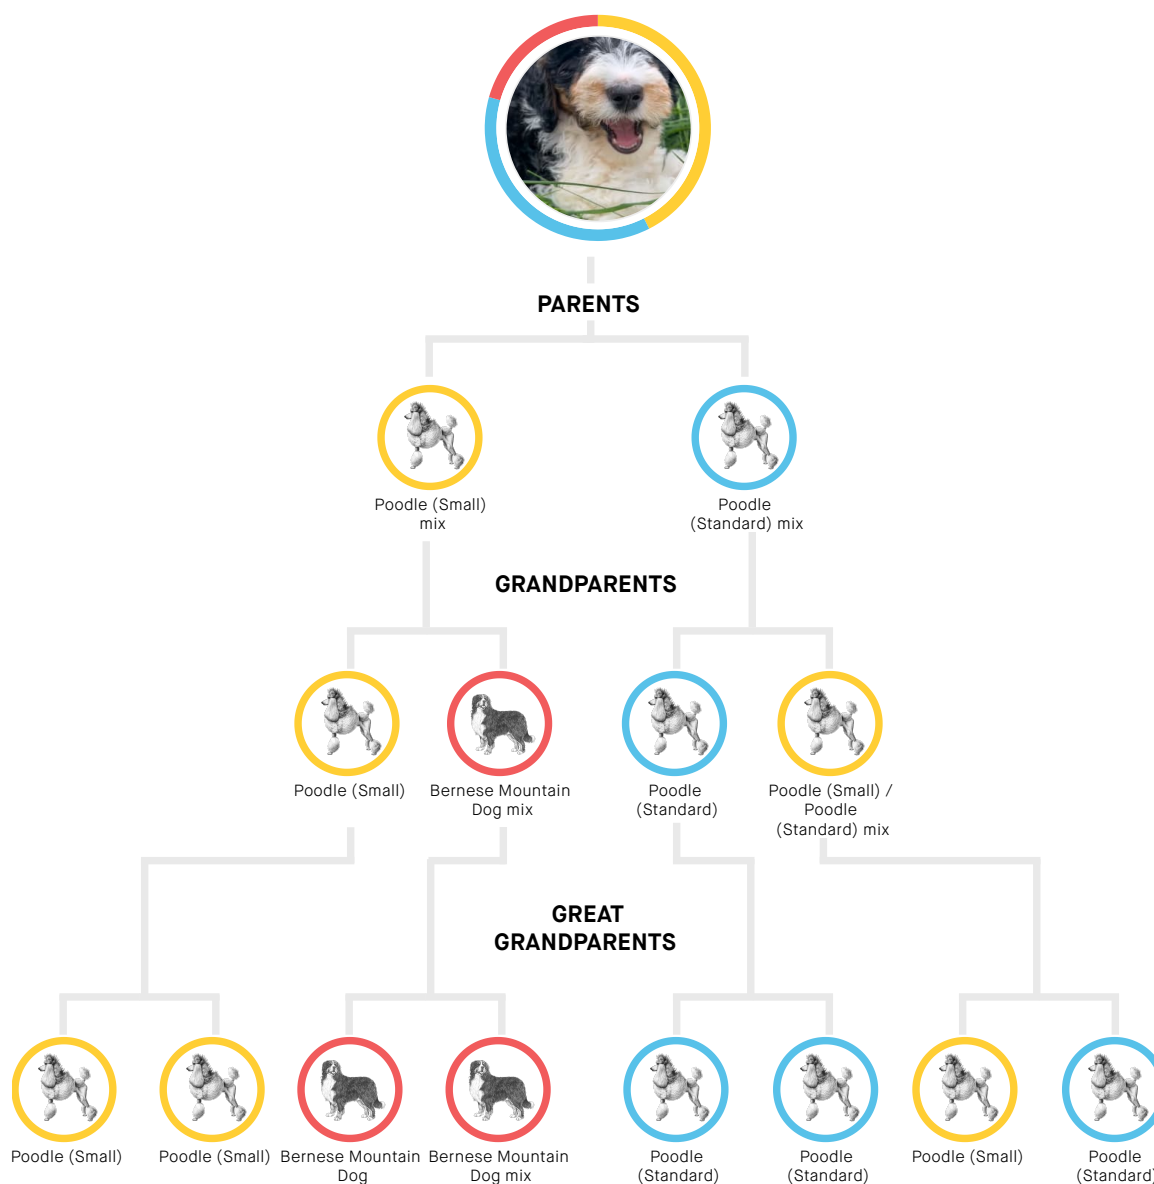 PARENTS
Poodle (Small)
mix
Poodle
(Standard) mix
GRANDPARENTS
Poodle (Small)
Bernese Mountain
Dog mix
Poodle
(Standard)
Poodle (Small) /
Poodle
(Standard) mix
GREAT
GRANDPARENTS
Poodle (Small)
Poodle (Small)
Bernese Mountain
Dog
Bernese Mountain
Dog mix
Poodle
(Standard)
Poodle
(Standard)
Poodle (Small)
Poodle
(Standard)